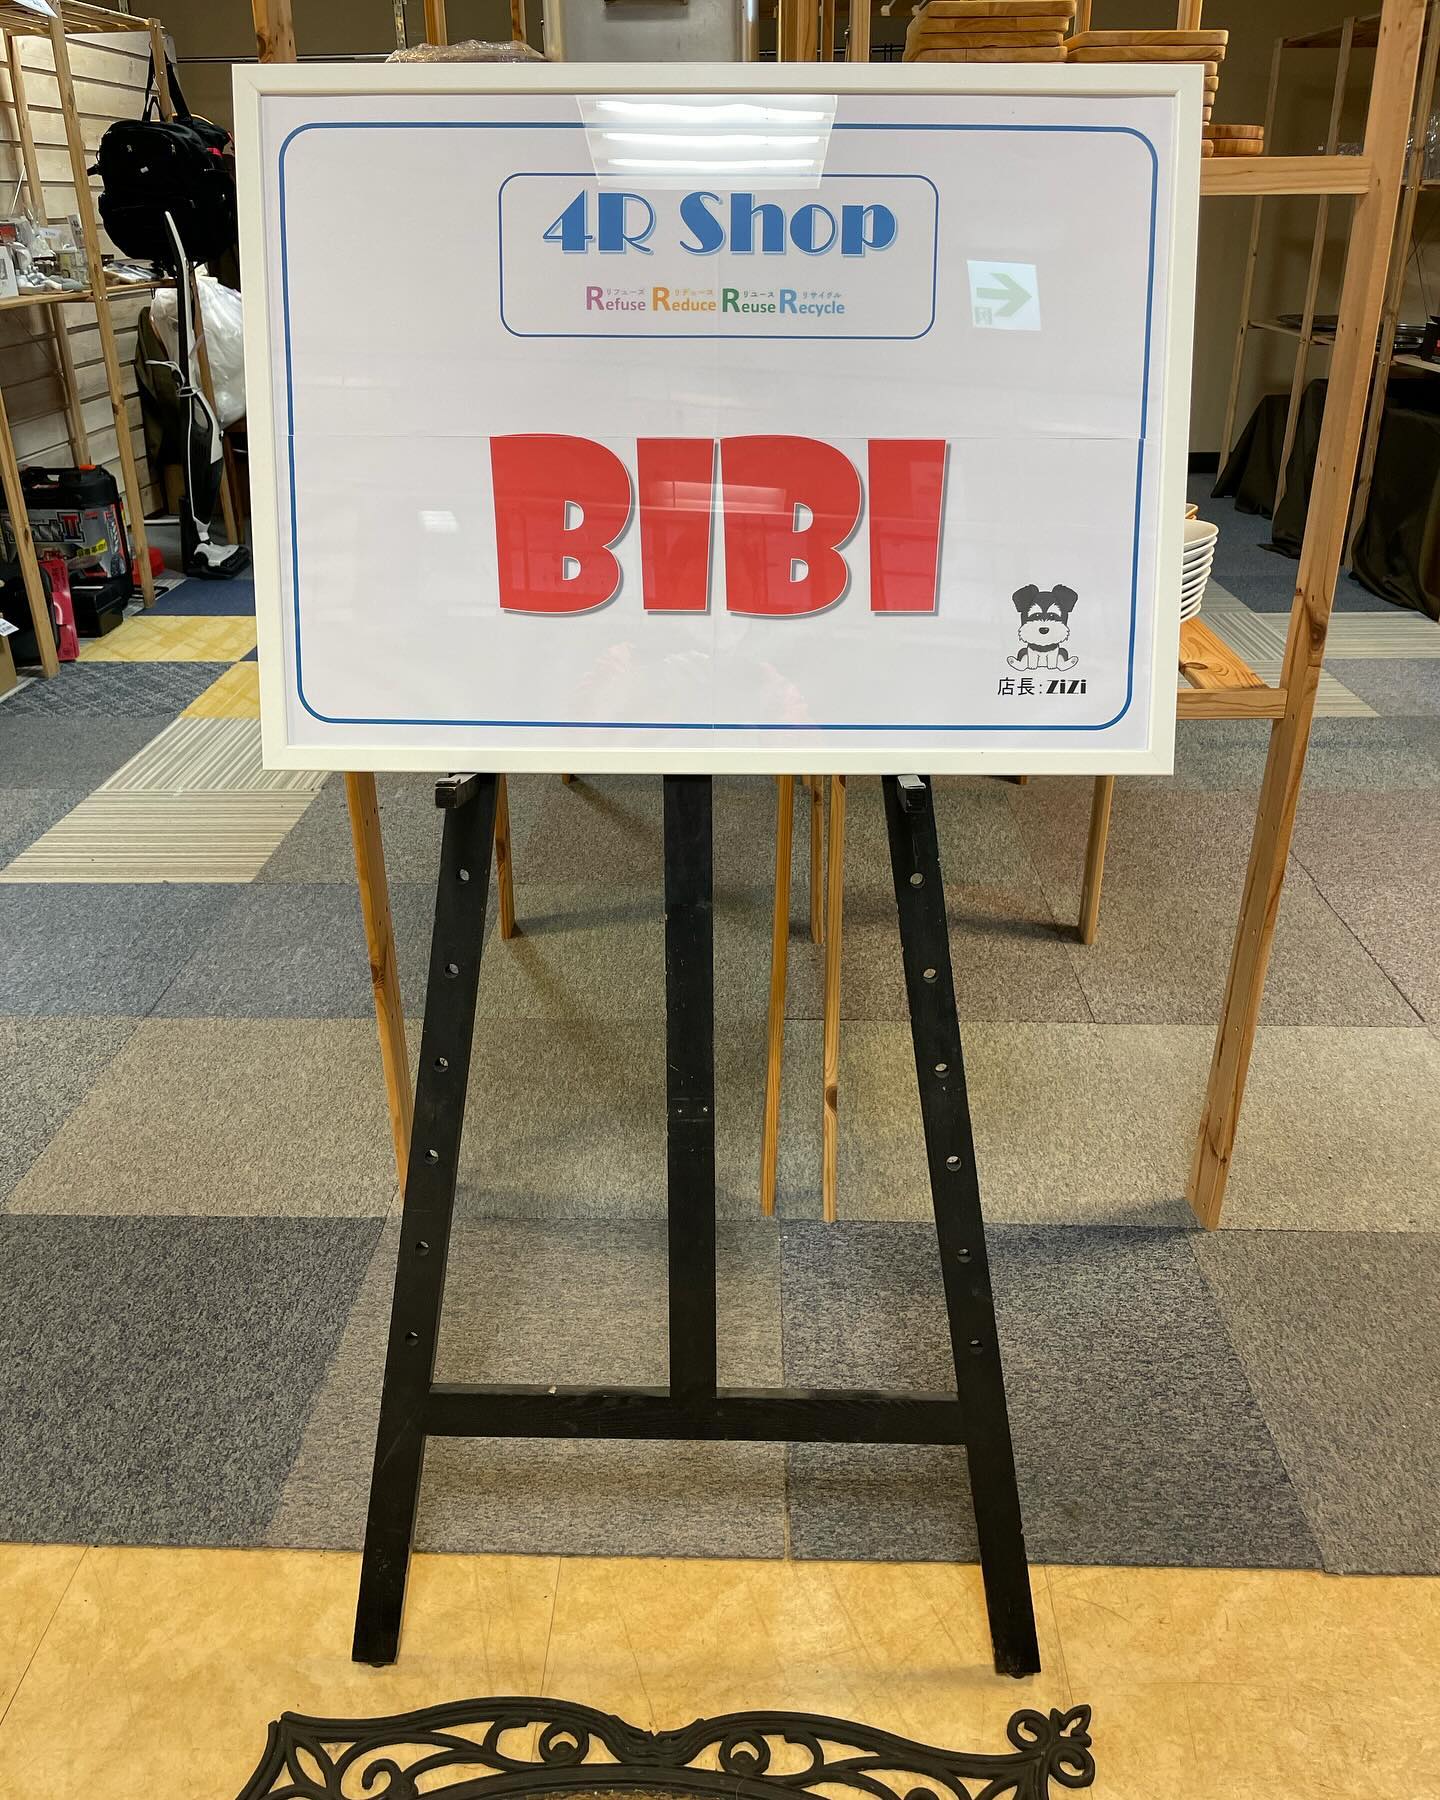 4R Shop
リフューズ リデュース リユース リサイクル
Refuse Reduce Reuse Recycle
BIBI
店長：ZiZi